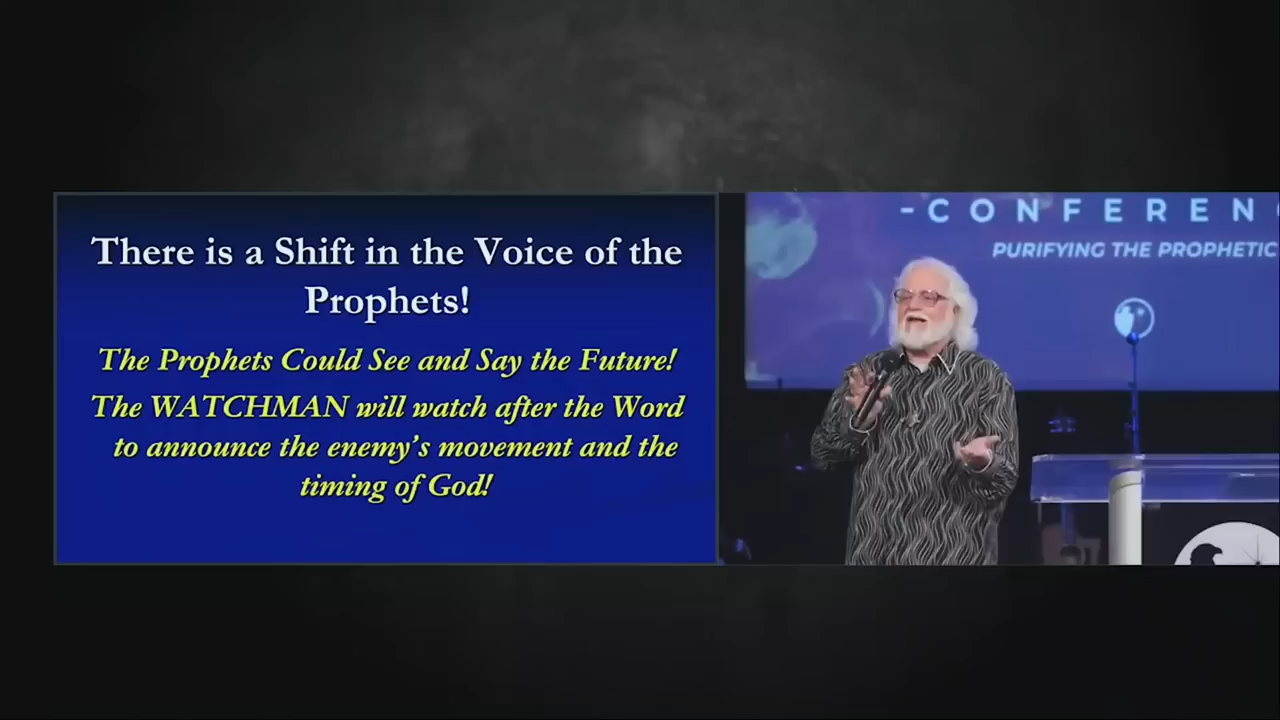 There is a Shift in the Voice of the
Prophets!
The Prophets Could See and Say the Future!
The WATCHMAN will watch after the Word
to announce the enemy's movement and the
timing of God!
-CONFEREN
PURIFYING THE PROPHETIC